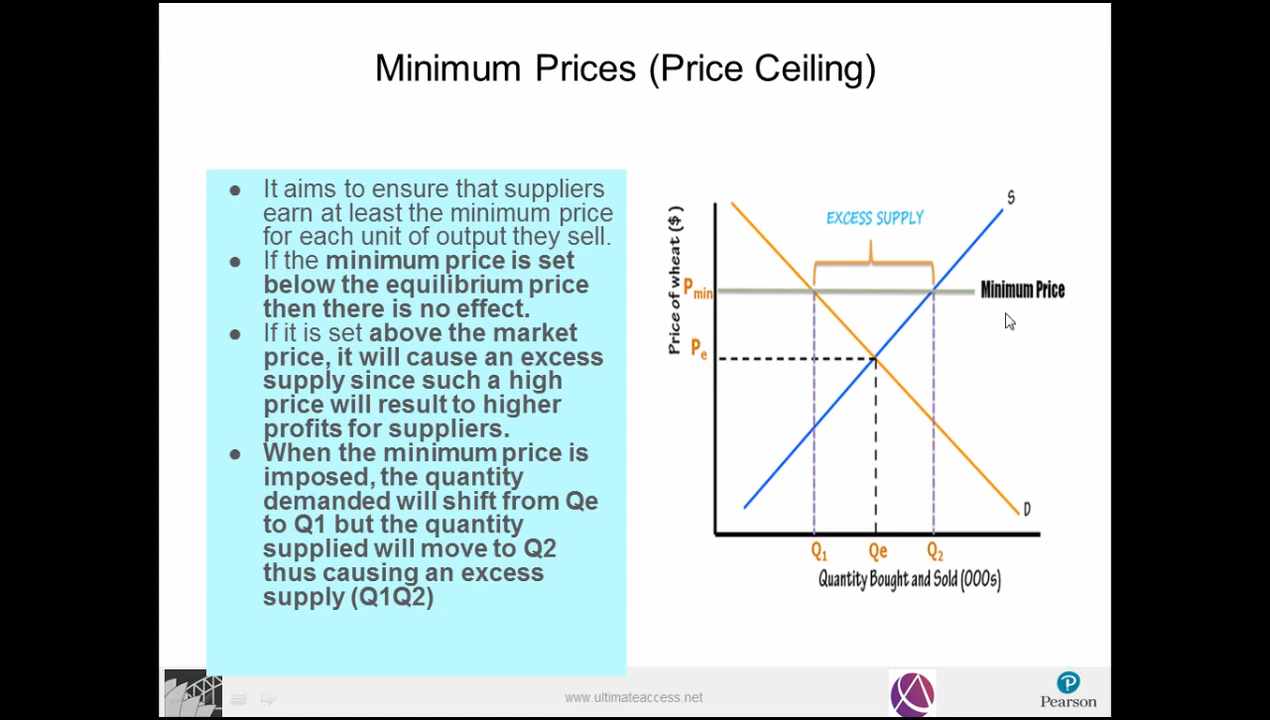 Minimum Prices (Price Ceiling)
● It aims to ensure that suppliers
earn at least the minimum price
for each unit of output they sell.
● If the minimum price is set
below the equilibrium price
then there is no effect.
● If it is set above the market
price, it will cause an excess
supply since such a high
price will result to higher
profits for suppliers.
● When the minimum price is
imposed, the quantity
demanded will shift from Qe
to Q1 but the quantity
supplied will move to Q2
thus causing an excess
supply (Q1Q2)
Price of wheat ($)
EXCESS SUPPLY
S
Pmin
Minimum Price
Pe
D
Q1 Qe Q2
Quantity Bought and Sold (000s)
www.ultimateaccess.net
P
Pearson